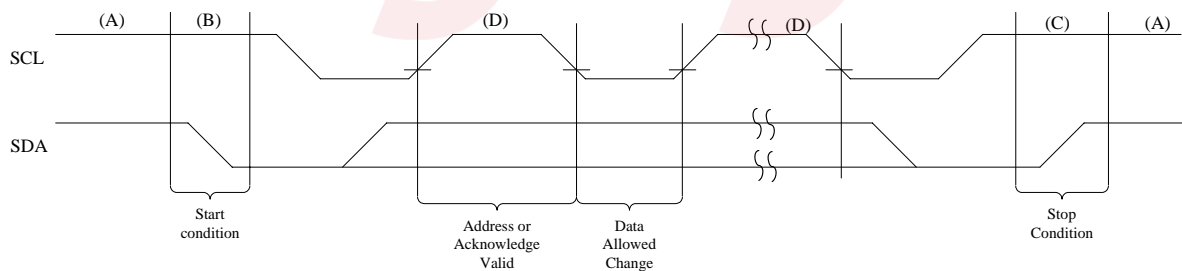 (A) (B) (D) (D) (C) (A)
SCL
SDA
Start
condition
Address or
Acknowledge
Valid
Data
Allowed
Change
Stop
Condition